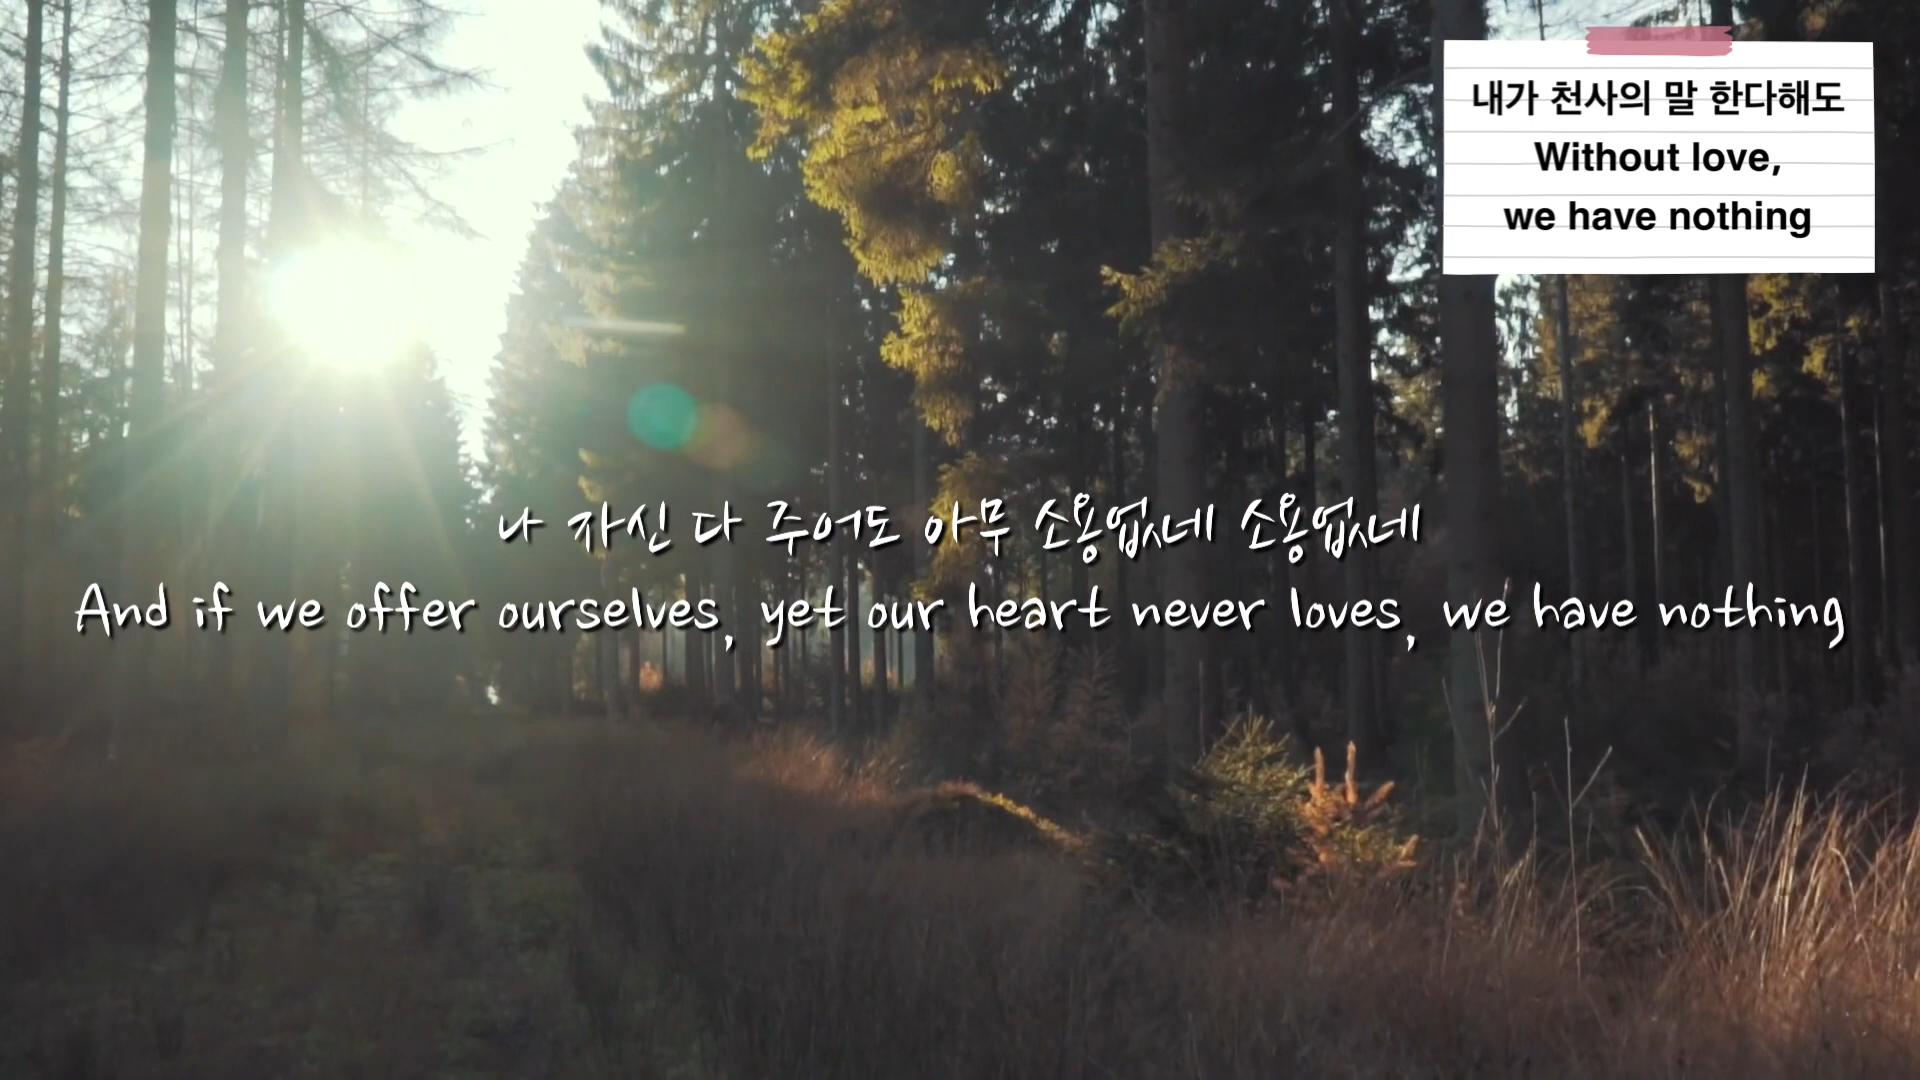 내가 천사의 말 한다해도
Without love,
we have nothing
나 자신 다 주어도 아무 소용없네 소용없네
And if we offer ourselves, yet our heart never loves, we have nothing